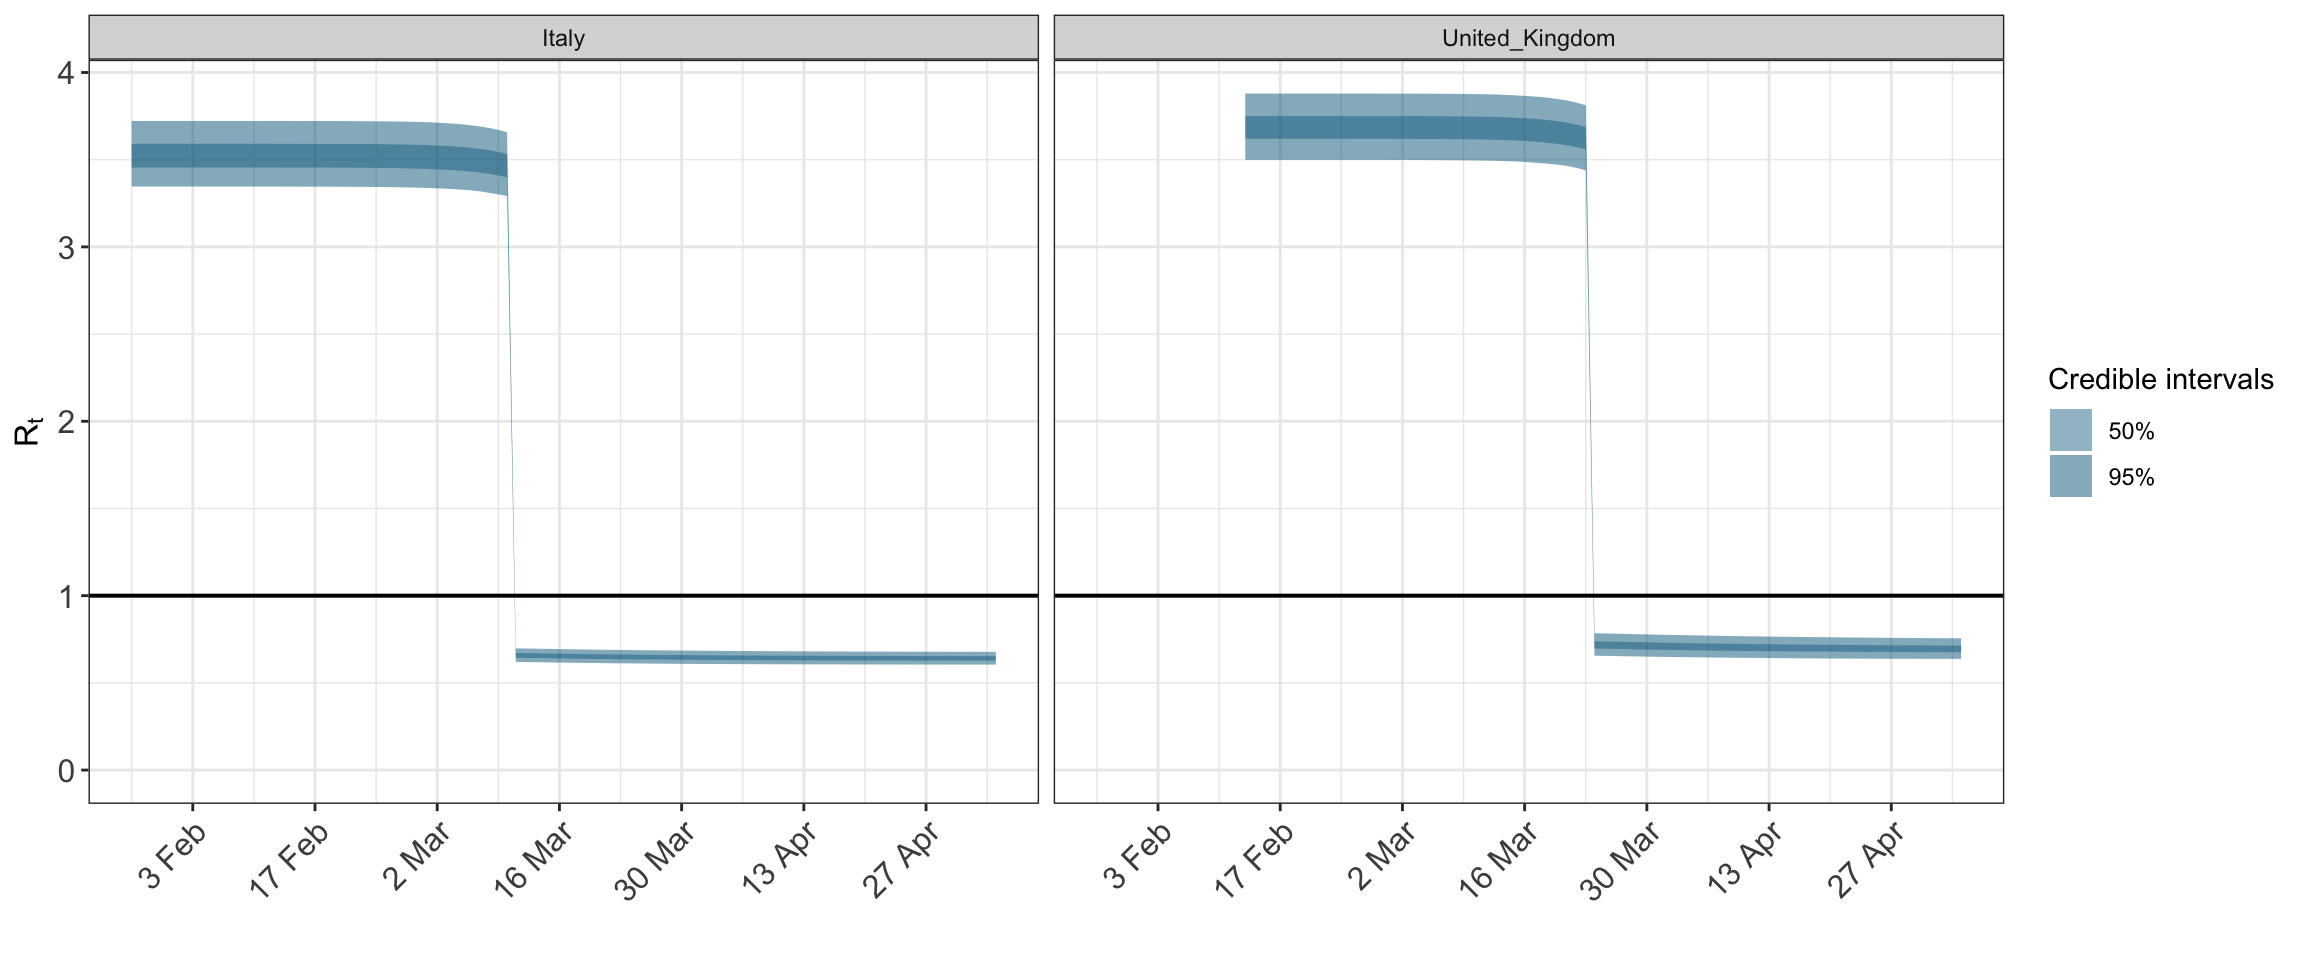 Italy
United_Kingdom
Rt
4
3
2
1
0
3 Feb
17 Feb
2 Mar
16 Mar
30 Mar
13 Apr
27 Apr
3 Feb
17 Feb
2 Mar
16 Mar
30 Mar
13 Apr
27 Apr
Credible intervals
50%
95%